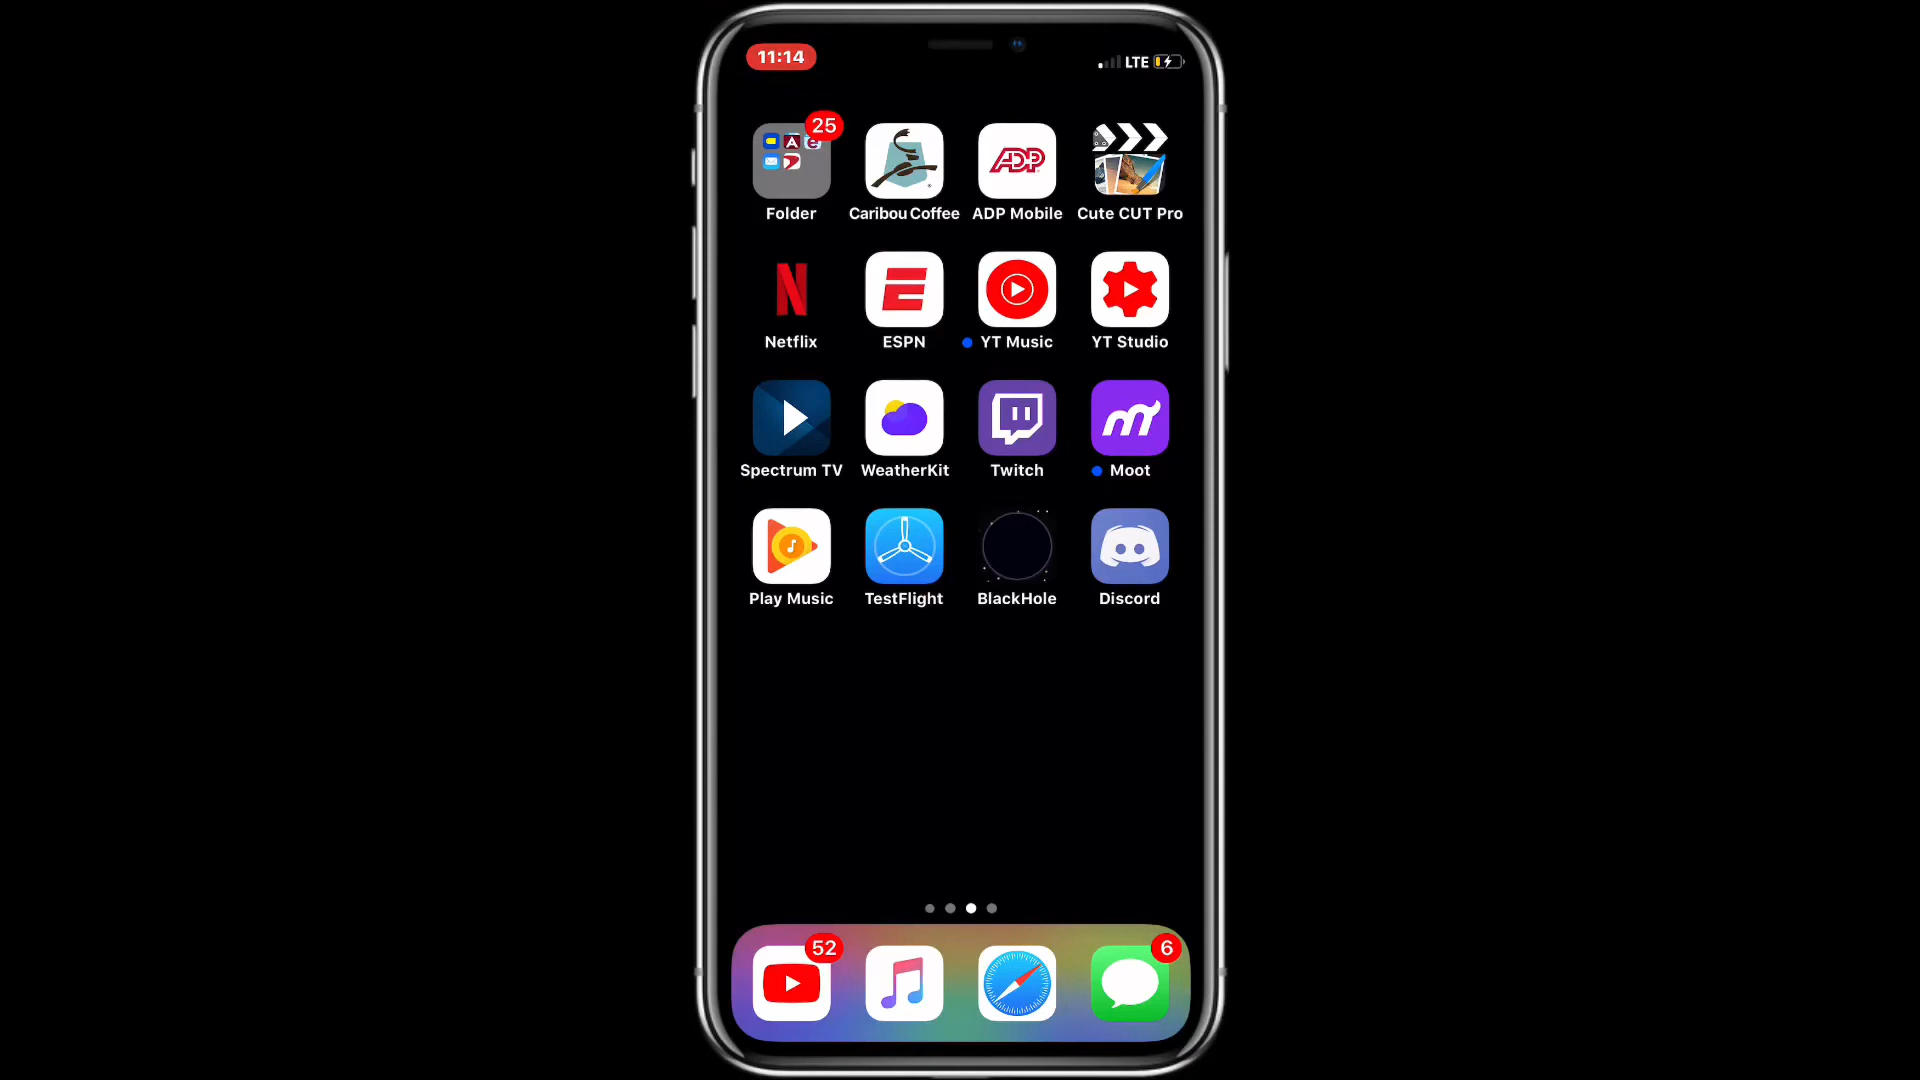 11:14
LTE
25
Folder
Caribou Coffee
ADP
ADP Mobile
Cute CUT Pro
N
Netflix
E
ESPN
YT Music
YT Studio
Spectrum TV
WeatherKit
Twitch
m
Moot
Play Music
TestFlight
BlackHole
Discord
52
6